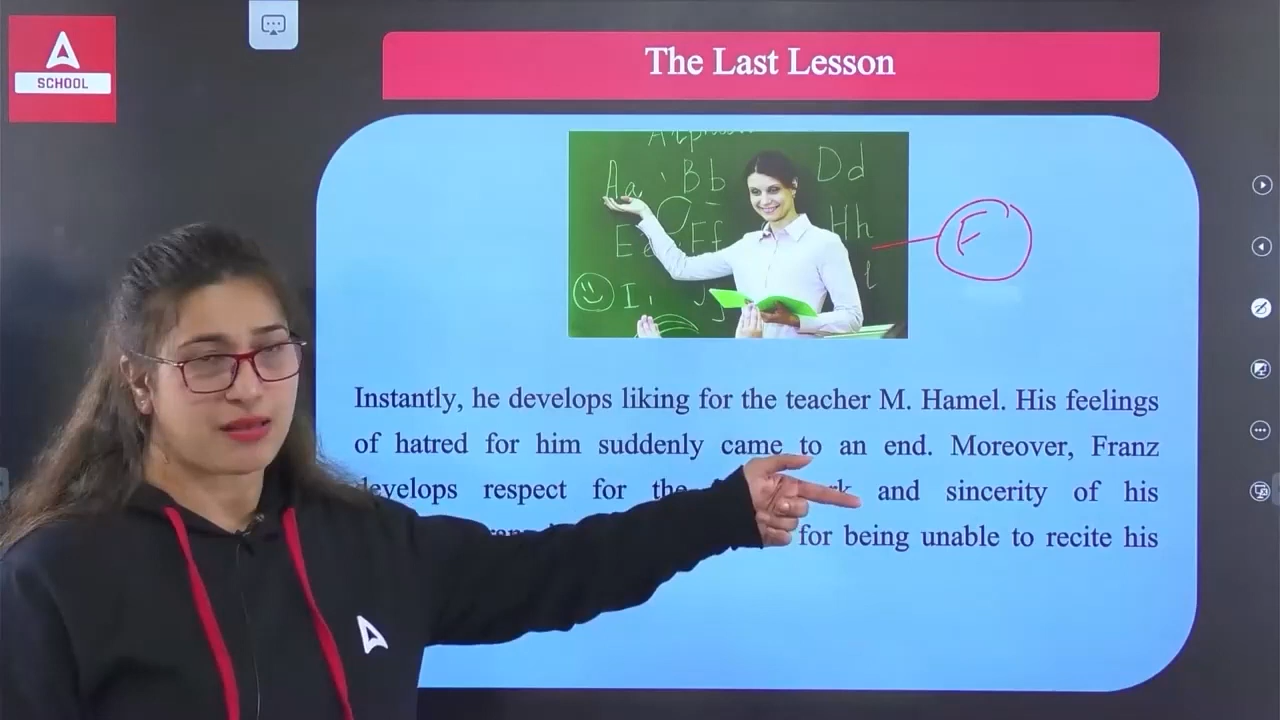 SCHOOL
The Last Lesson
Aa Bb Dd
E Ff Hh
I
F
Instantly, he develops liking for the teacher M. Hamel. His feelings
of hatred for him suddenly came to an end. Moreover, Franz
develops respect for the and sincerity of his
for being unable to recite his